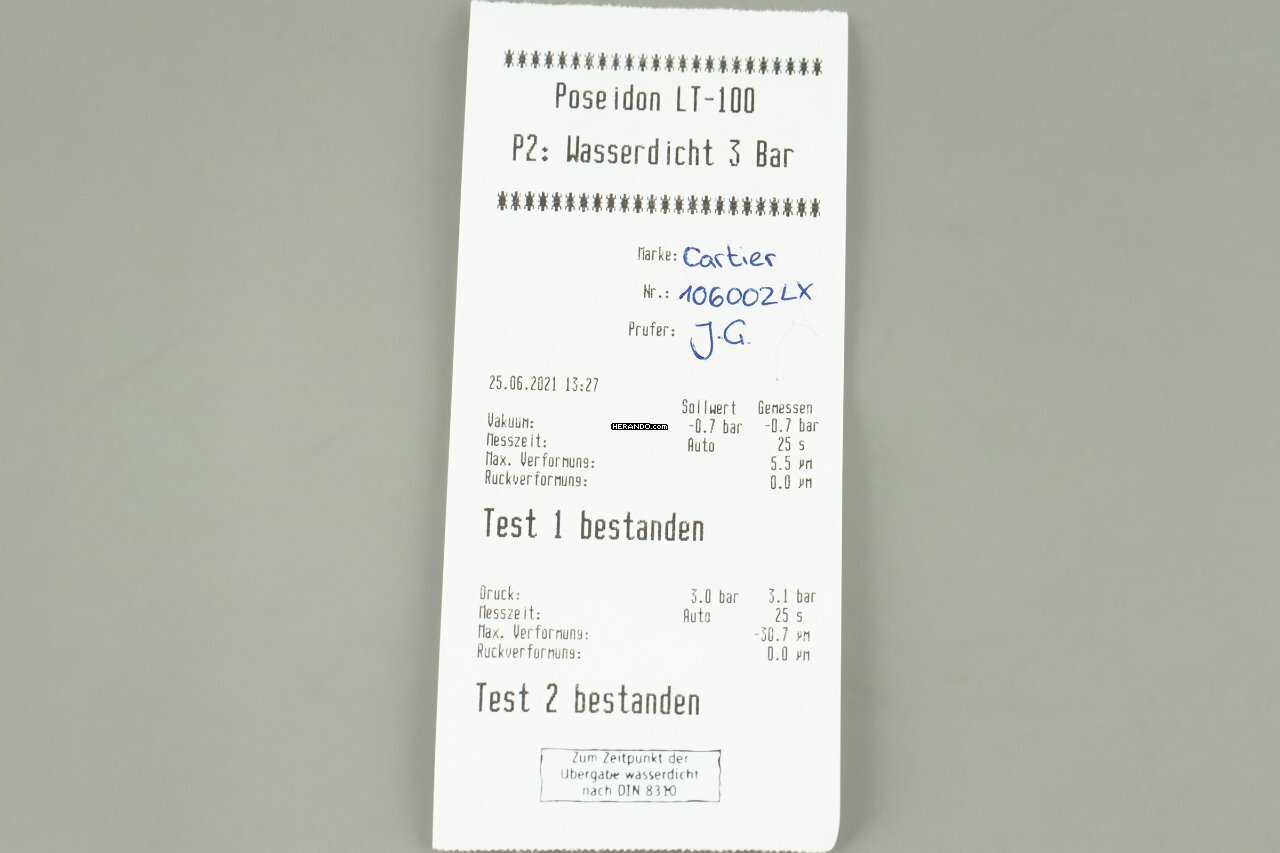 Poseidon LT-100
P2: Wasserdicht 3 Bar
Marke: Cartier
Nr.: 106002LX
Prufer: J.G.
25.06.2021 13:27
Sollwert Gemessen
Vakuum: -0.7 bar -0.7 bar
Messzeit: Auto 25 s
Max. Verformung: 5.5 µm
Ruckverformung: 0.0 µm
HERANDO.com
Test 1 bestanden
Druck: 3.0 bar 3.1 bar
Messzeit: Auto 25 s
Max. Verformung: -30.7 µm
Ruckverformung: 0.0 µm
Test 2 bestanden
Zum Zeitpunkt der
Übergabe wasserdicht
nach DIN 8310